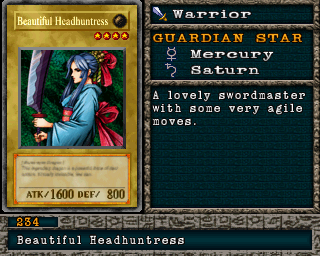 Beautiful Headhuntress
ATK/1600 DEF/ 800
Warrior
GUARDIAN STAR
Mercury
Saturn
A lovely swordmaster
with some very agile
moves.
234
Beautiful Headhuntress